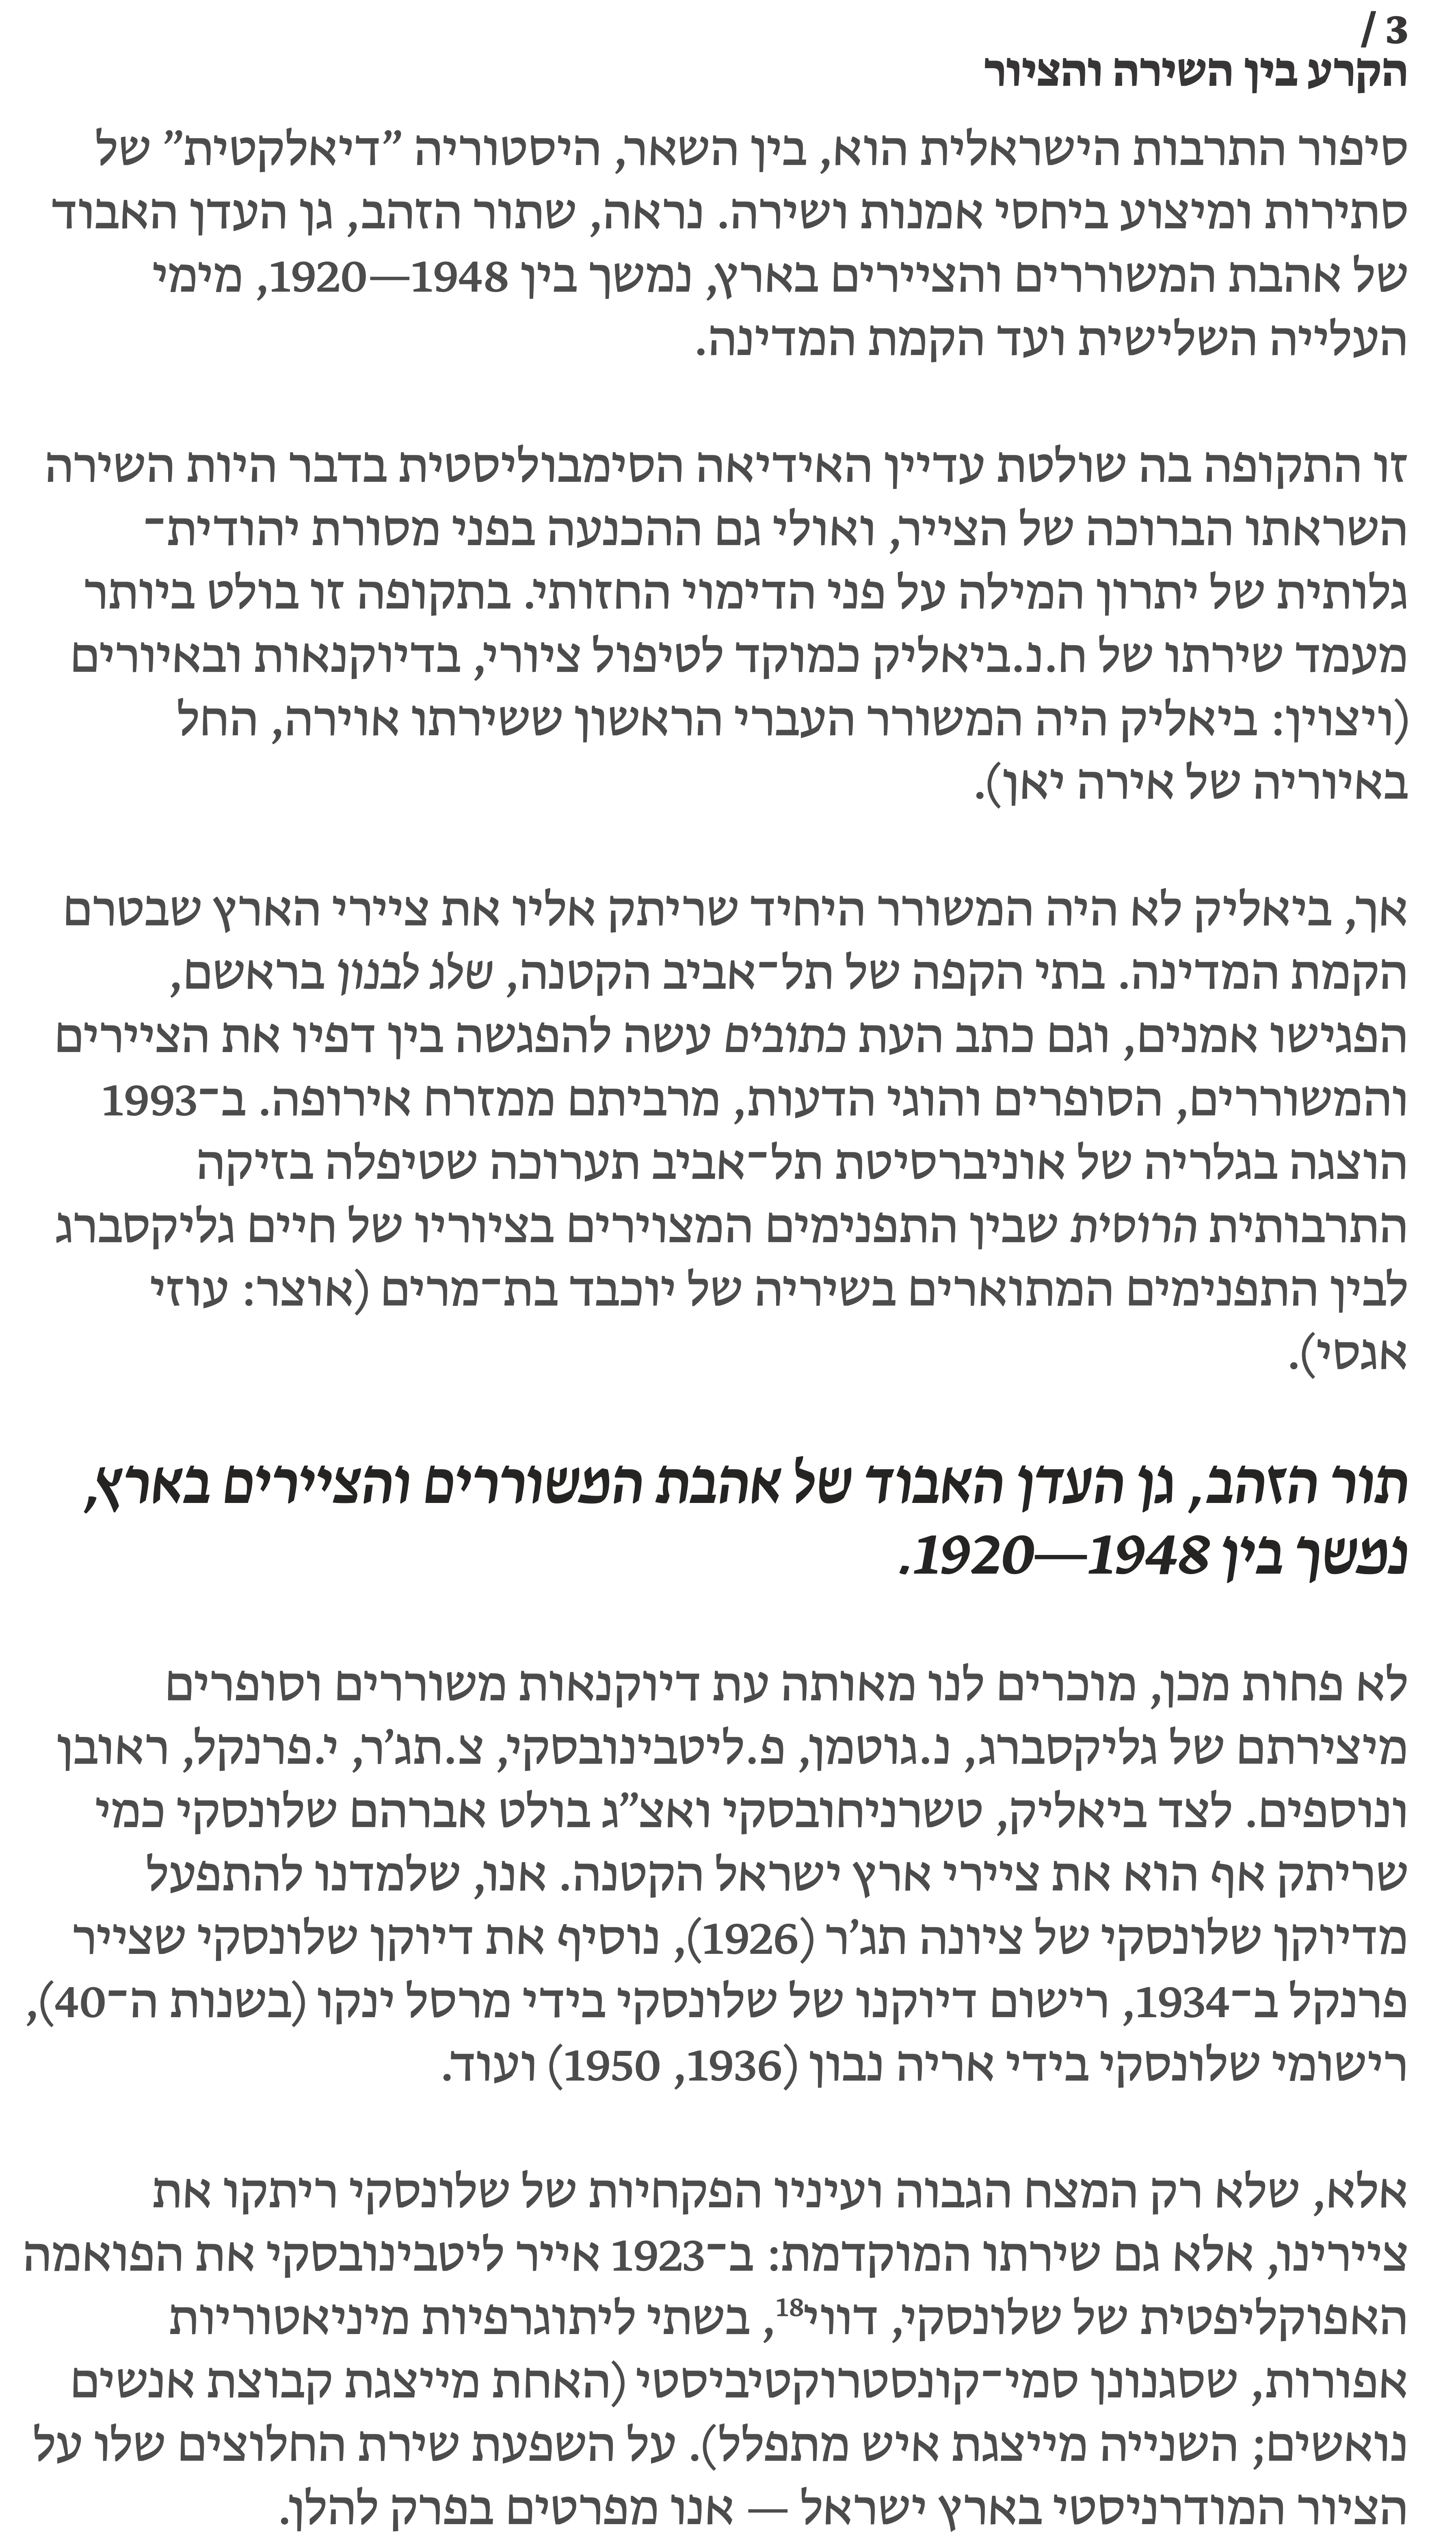 3 /
הקרע בין השירה והציור
סיפור התרבות הישראלית הוא, בין השאר, היסטוריה ”דיאלקטית” של
סתירות ומיצוע ביחסי אמנות ושירה. נראה, שתור הזהב, גן העדן האבוד
של אהבת המשוררים והציירים בארץ, נמשך בין 1948—1920, מימי
העלייה השלישית ועד הקמת המדינה.
זו התקופה בה שולטת עדיין האידיאה הסימבוליסטית בדבר היות השירה
השראתו הברוכה של הצייר, ואולי גם ההכנעה בפני מסורת יהודית־
גלותית של יתרון המילה על פני הדימוי החזותי. בתקופה זו בולט ביותר
מעמד שירתו של ח.נ.ביאליק כמוקד לטיפול ציורי, בדיוקנאות ובאיורים
(ויצוין: ביאליק היה המשורר העברי הראשון ששירתו אוירה, החל
באיוריה של אירה יאן).
אך, ביאליק לא היה המשורר היחיד שריתק אליו את ציירי הארץ שבטרם
הקמת המדינה. בתי הקפה של תל־אביב הקטנה, שלג לבנון בראשם,
הפגישו אמנים, וגם כתב העת כתובים עשה להפגשה בין דפיו את הציירים
והמשוררים, הסופרים והוגי הדעות, מרביתם ממזרח אירופה. ב־1993
הוצגה בגלריה של אוניברסיטת תל־אביב תערוכה שטיפלה בזיקה
התרבותית הרוסית שבין התפנימים המצוירים בציוריו של חיים גליקסברג
לבין התפנימים המתוארים בשיריה של יוכבד בת־מרים (אוצר: עוזי
אגסי).
תור הזהב, גן העדן האבוד של אהבת המשוררים והציירים בארץ,
נמשך בין 1948—1920.
לא פחות מכן, מוכרים לנו מאותה עת דיוקנאות משוררים וסופרים
מיצירתם של גליקסברג, נ.גוטמן, פ.ליטבינובסקי, צ.תג’ר, י.פרנקל, ראובן
ונוספים. לצד ביאליק, טשרניחובסקי ואצ”ג בולט אברהם שלונסקי כמי
שריתק אף הוא את ציירי ארץ ישראל הקטנה. אנו, שלמדנו להתפעל
מדיוקן שלונסקי של ציונה תג’ר (1926), נוסיף את דיוקן שלונסקי שצייר
פרנקל ב־1934, רישום דיוקנו של שלונסקי בידי מרסל ינקו (בשנות ה־40),
רישומי שלונסקי בידי אריה נבון (1936, 1950) ועוד.
אלא, שלא רק המצח הגבוה ועיניו הפקחיות של שלונסקי ריתקו את
ציירינו, אלא גם שירתו המוקדמת: ב־1923 אייר ליטבינובסקי את הפואמה
האפוקליפטית של שלונסקי, דווי18, בשתי ליתוגרפיות מיניאטוריות
אפורות, שסגנונן סמי־קונסטרוקטיביסטי (האחת מייצגת קבוצת אנשים
נואשים; השנייה מייצגת איש מתפלל). על השפעת שירת החלוצים שלו על
הציור המודרניסטי בארץ ישראל — אנו מפרטים בפרק להלן.